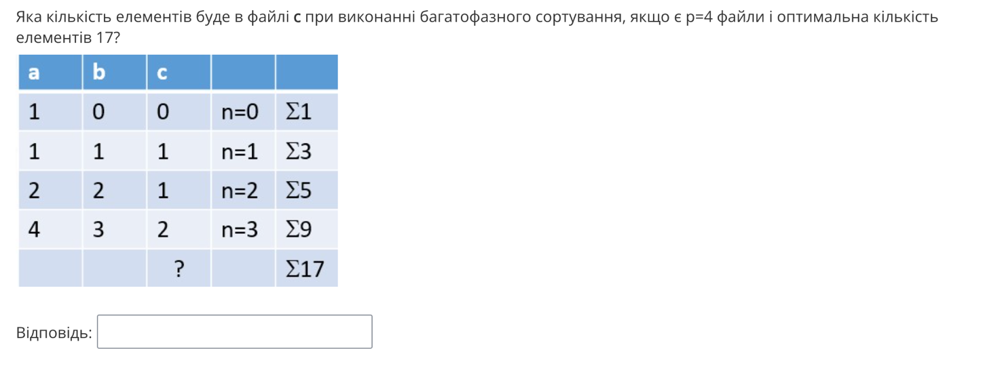 Яка кількість елементів буде в файлі c при виконанні багатофазного сортування, якщо є p=4 файли і оптимальна кількість
елементів 17?
a b c
1 0 0 n=0 Σ1
1 1 1 n=1 Σ3
2 2 1 n=2 Σ5
4 3 2 n=3 Σ9
? Σ17
Відповідь: